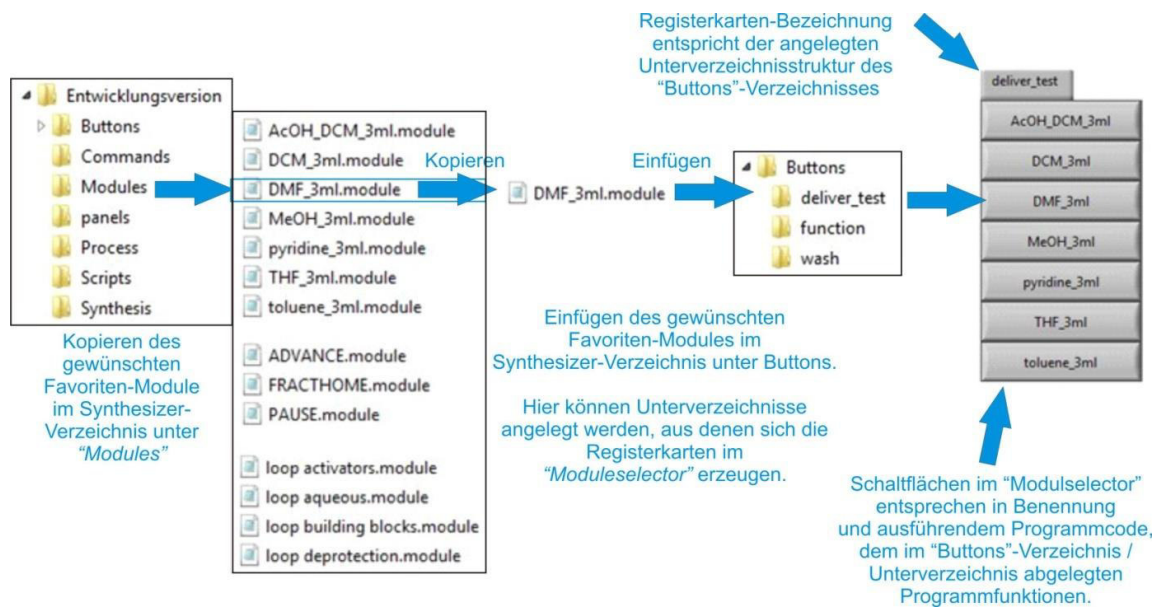 Registerkarten-Bezeichnung
entspricht der angelegten
Unterverzeichnisstruktur des
“Buttons”-Verzeichnisses
Entwicklungsversion
Buttons
Commands
Modules
panels
Process
Scripts
Synthesis
Kopieren des
gewünschten
Favoriten-Module
im Synthesizer-
Verzeichnis unter
“Modules”
AcOH_DCM_3ml.module
DCM_3ml.module
DMF_3ml.module
MeOH_3ml.module
pyridine_3ml.module
THF_3ml.module
toluene_3ml.module
ADVANCE.module
FRACTHOME.module
PAUSE.module
loop activators.module
loop aqueous.module
loop building blocks.module
loop deprotection.module
Kopieren
DMF_3ml.module
Einfügen
Buttons
deliver_test
function
wash
Einfügen des gewünschten
Favoriten-Modules im
Synthesizer-Verzeichnis unter Buttons.
Hier können Unterverzeichnisse
angelegt werden, aus denen sich die
Registerkarten im
“Moduleselector” erzeugen.
deliver_test
AcOH_DCM_3ml
DCM_3ml
DMF_3ml
MeOH_3ml
pyridine_3ml
THF_3ml
toluene_3ml
Schaltflächen im “Modulselector”
entsprechen in Benennung
und ausführendem Programmcode,
dem im “Buttons”-Verzeichnis /
Unterverzeichnis abgelegten
Programmfunktionen.